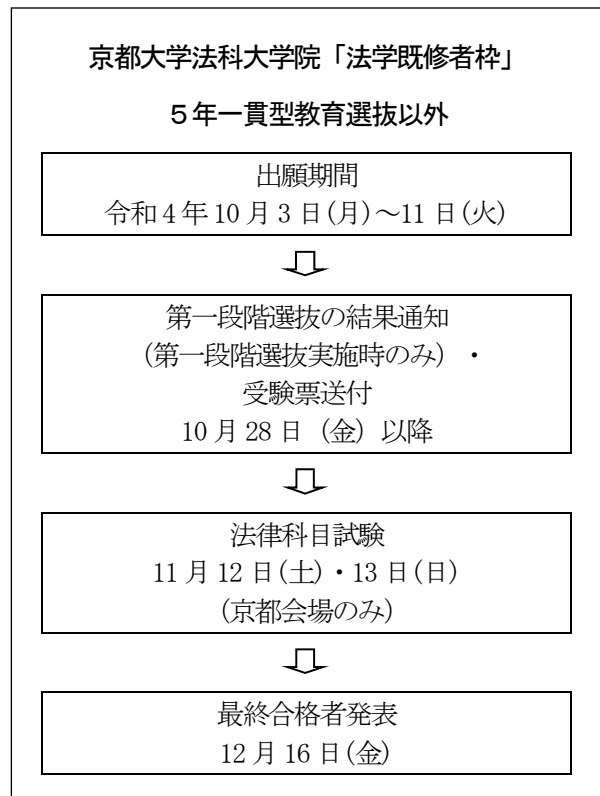 京都大学法科大学院「法学既修者枠」
５年一貫型教育選抜以外
出願期間
令和４年 10 月 3 日(月)～11 日(火)
第一段階選抜の結果通知
(第一段階選抜実施時のみ) ・
受験票送付
10 月 28 日 (金) 以降
法律科目試験
11 月 12 日(土)・13 日(日)
(京都会場のみ)
最終合格者発表
12 月 16 日(金)